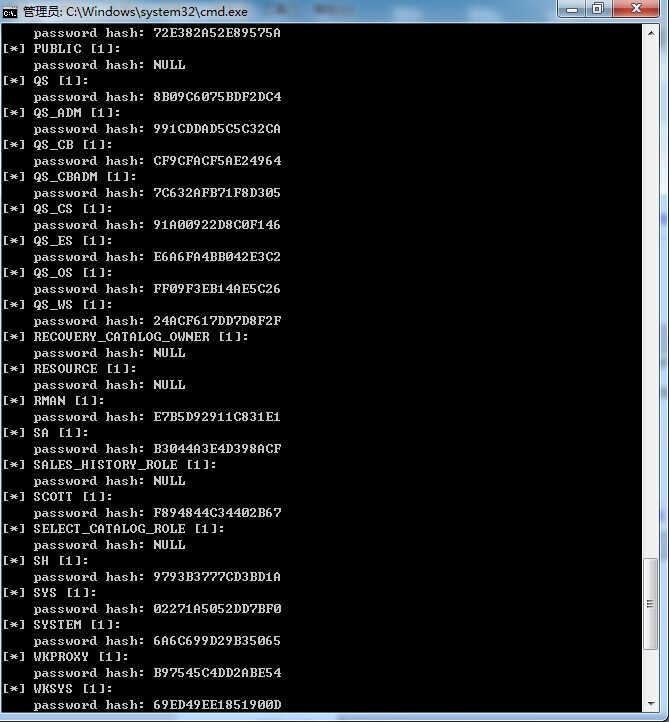 管理员: C:\Windows\system32\cmd.exe
password hash: 72E382A52E89575A
[*] PUBLIC [1]:
password hash: NULL
[*] QS [1]:
password hash: 8B09C6075BDF2DC4
[*] QS_ADM [1]:
password hash: 991CDDAD5C5C32CA
[*] QS_CB [1]:
password hash: CF9CFACF5AE24964
[*] QS_CBADM [1]:
password hash: 7C632AFB71F8D305
[*] QS_CS [1]:
password hash: 91A00922D8C0F146
[*] QS_ES [1]:
password hash: E6A6FA4BB042E3C2
[*] QS_OS [1]:
password hash: FF09F3EB14AE5C26
[*] QS_WS [1]:
password hash: 24ACF617DD7D8F2F
[*] RECOVERY_CATALOG_OWNER [1]:
password hash: NULL
[*] RESOURCE [1]:
password hash: NULL
[*] RMAN [1]:
password hash: E7B5D92911C831E1
[*] SA [1]:
password hash: B3044A3E4D398ACF
[*] SALES_HISTORY_ROLE [1]:
password hash: NULL
[*] SCOTT [1]:
password hash: F894844C34402B67
[*] SELECT_CATALOG_ROLE [1]:
password hash: NULL
[*] SH [1]:
password hash: 9793B3777CD3BD1A
[*] SYS [1]:
password hash: 02271A5052DD7BF0
[*] SYSTEM [1]:
password hash: 6A6C699D29B35065
[*] WKPROXY [1]:
password hash: B97545C4DD2ABE54
[*] WKSYS [1]:
password hash: 69ED49EE1851900D